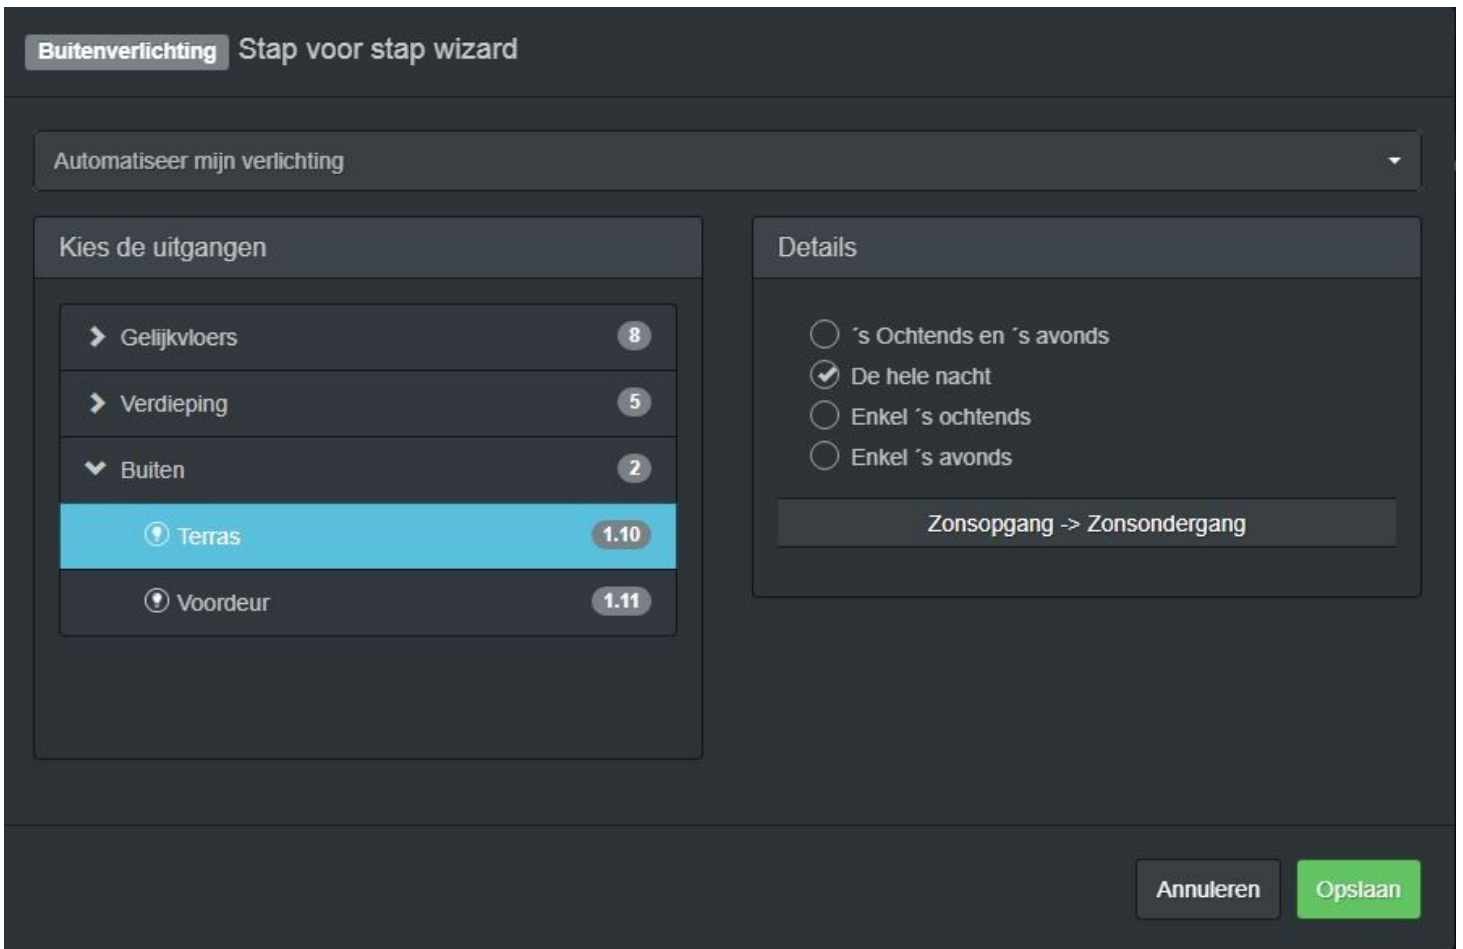 Buitenverlichting Stap voor stap wizard
Automatiseer mijn verlichting
Kies de uitgangen
Gelijkvloers 8
Verdieping 5
Buiten 2
Terras 1.10
Voordeur 1.11
Details
´s Ochtends en ´s avonds
De hele nacht
Enkel ´s ochtends
Enkel ´s avonds
Zonsopgang -> Zonsondergang
Annuleren Opslaan